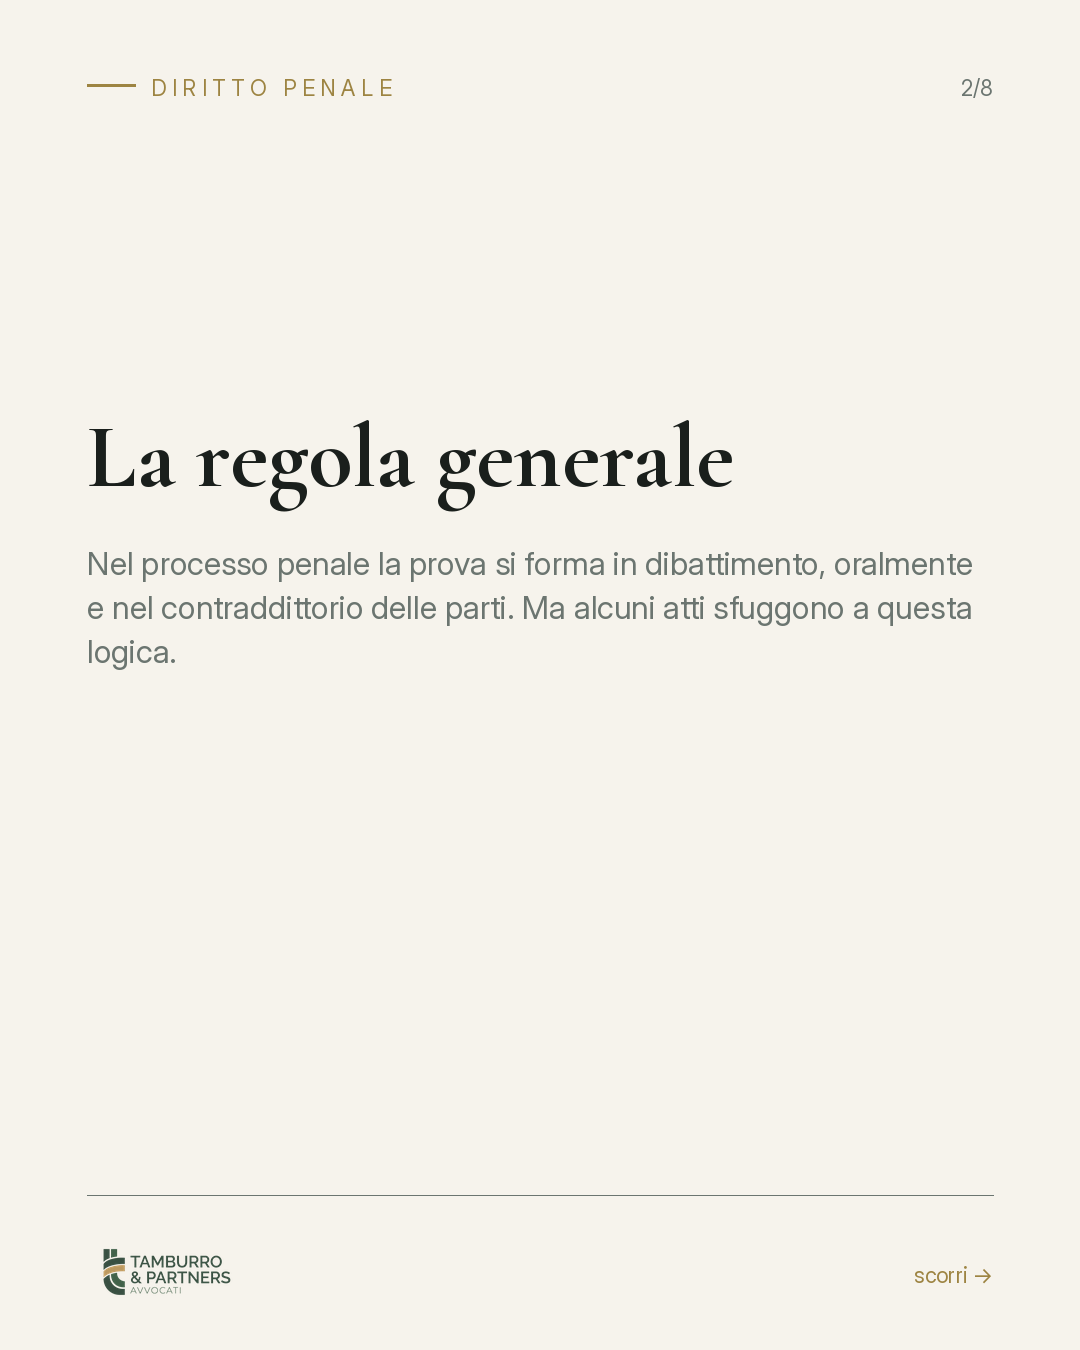 DIRITTO PENALE
2/8
La regola generale
Nel processo penale la prova si forma in dibattimento, oralmente
e nel contraddittorio delle parti. Ma alcuni atti sfuggono a questa
logica.
TAMBURRO
& PARTNERS
AVVOCATI
scorri →